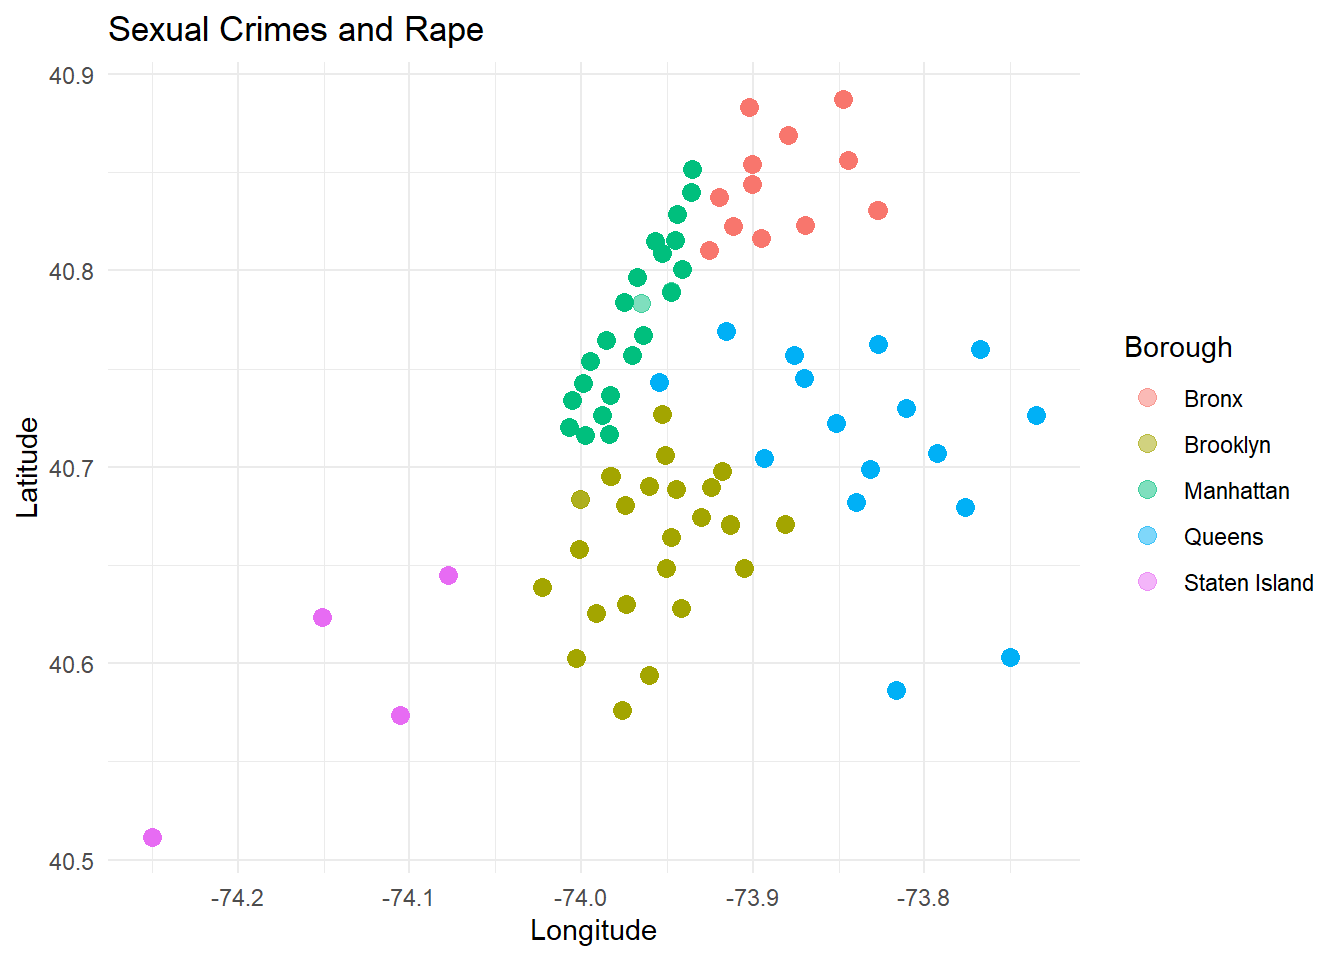 Sexual Crimes and Rape
40.9
40.8
40.7
40.6
40.5
Latitude
-74.2
-74.1
-74.0
-73.9
-73.8
Longitude
Borough
Bronx
Brooklyn
Manhattan
Queens
Staten Island